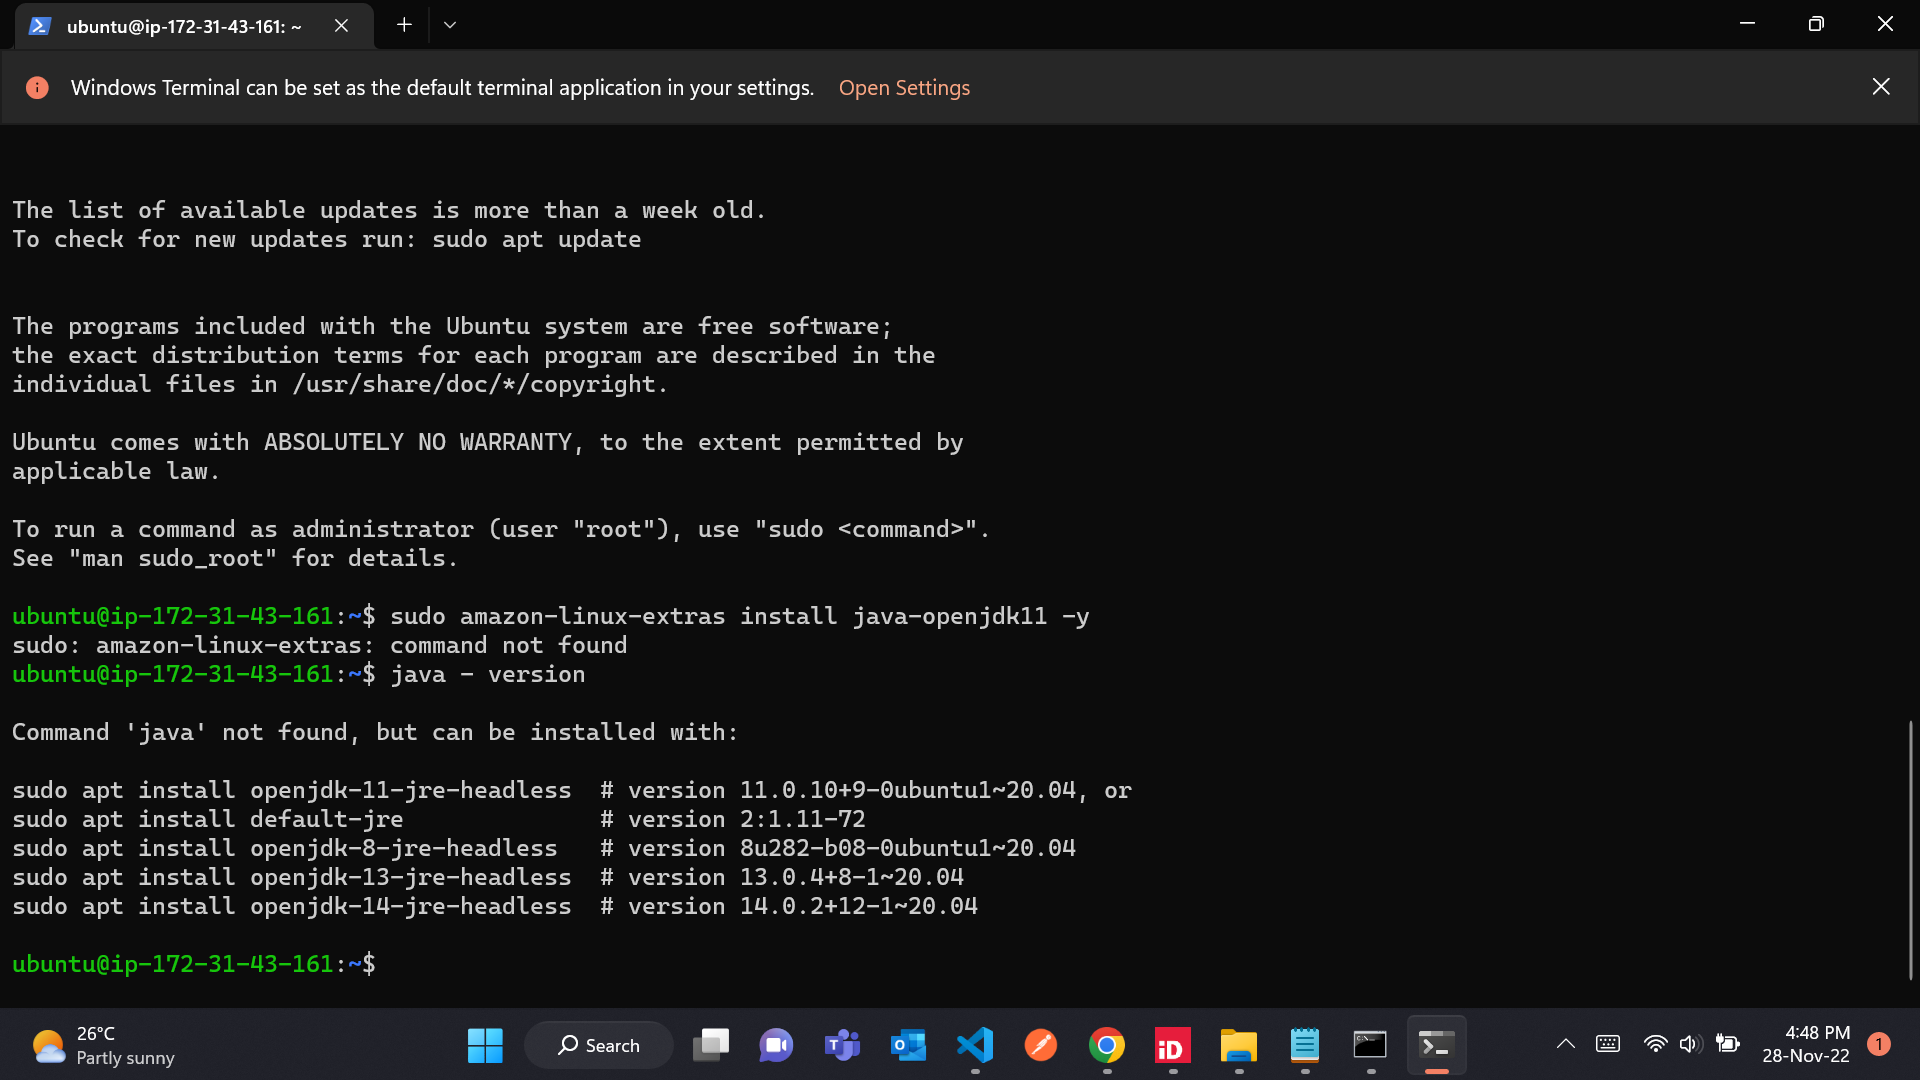 ubuntu@ip-172-31-43-161: ~
Windows Terminal can be set as the default terminal application in your settings. Open Settings
The list of available updates is more than a week old.
To check for new updates run: sudo apt update
The programs included with the Ubuntu system are free software;
the exact distribution terms for each program are described in the
individual files in /usr/share/doc/*/copyright.
Ubuntu comes with ABSOLUTELY NO WARRANTY, to the extent permitted by
applicable law.
To run a command as administrator (user "root"), use "sudo <command>".
See "man sudo_root" for details.
ubuntu@ip-172-31-43-161:~$ sudo amazon-linux-extras install java-openjdk11 -y
sudo: amazon-linux-extras: command not found
ubuntu@ip-172-31-43-161:~$ java - version
Command 'java' not found, but can be installed with:
sudo apt install openjdk-11-jre-headless  # version 11.0.10+9-0ubuntu1~20.04, or
sudo apt install default-jre              # version 2:1.11-72
sudo apt install openjdk-8-jre-headless   # version 8u282-b08-0ubuntu1~20.04
sudo apt install openjdk-13-jre-headless  # version 13.0.4+8-1~20.04
sudo apt install openjdk-14-jre-headless  # version 14.0.2+12-1~20.04
ubuntu@ip-172-31-43-161:~$
26°C
Partly sunny
Search
iD
4:48 PM
28-Nov-22
1